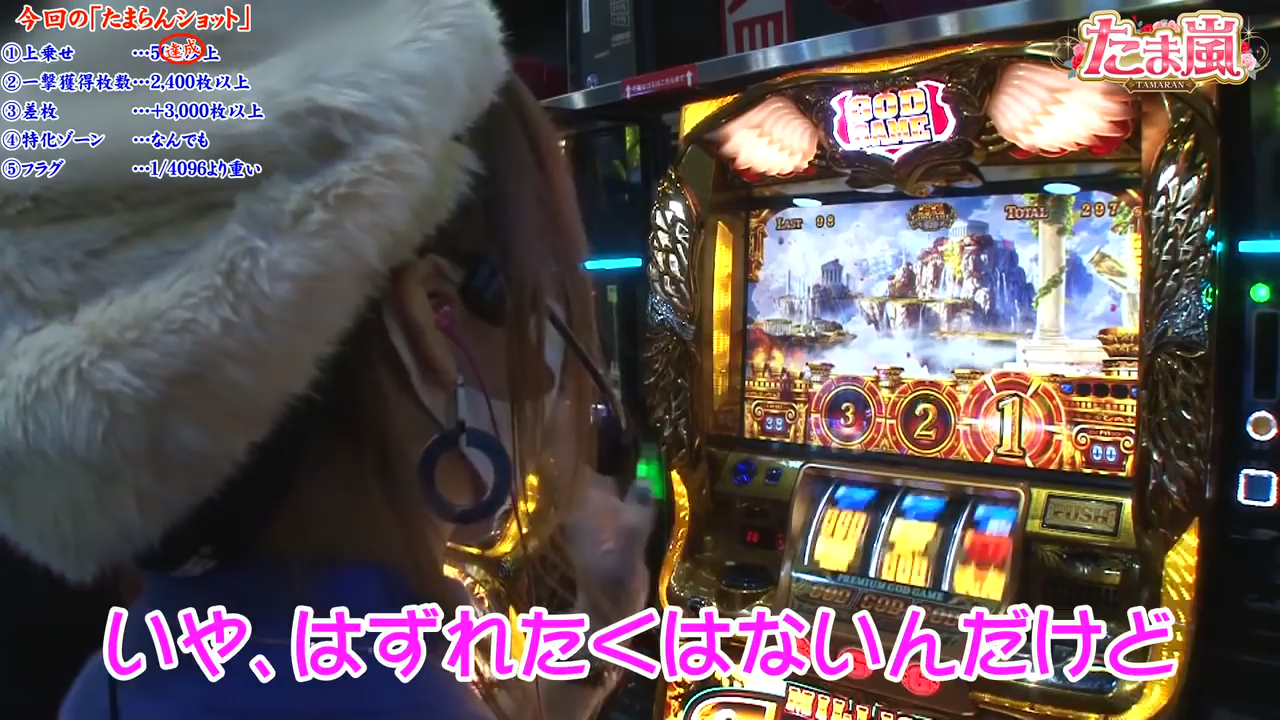 今回の「たまらんショット」
①上乗せ …5 達成 上
②一撃獲得枚数…2,400枚以上
③差枚 …+3,000枚以上
④特化ゾーン …なんでも
⑤フラグ …1/4096より重い
たま嵐
TAMARAN
GOD
GAME
LAST 98
TOTAL 297
3 2 1
00
PUSH
PREMIUM GOD GAME
いや、はずれたくはないんだけど